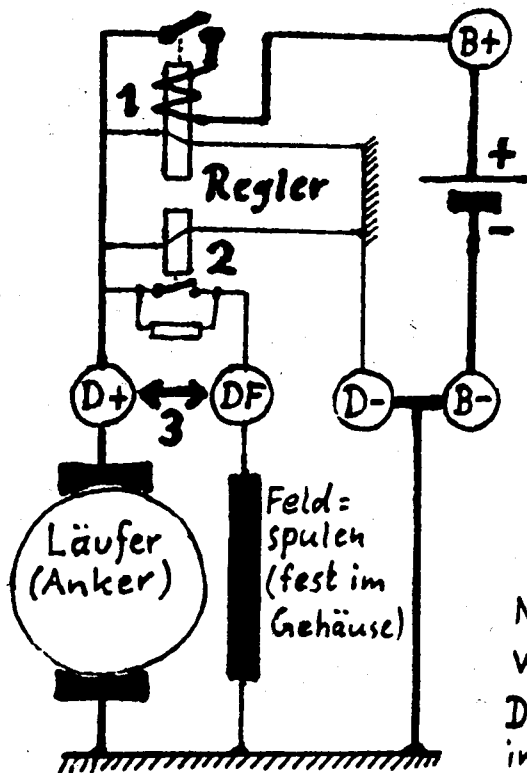 B+
1
+
Regler
-
2
D+
DF
D-
B-
3
Läufer
(Anker)
Feld=
spulen
(fest im
Gehäuse)